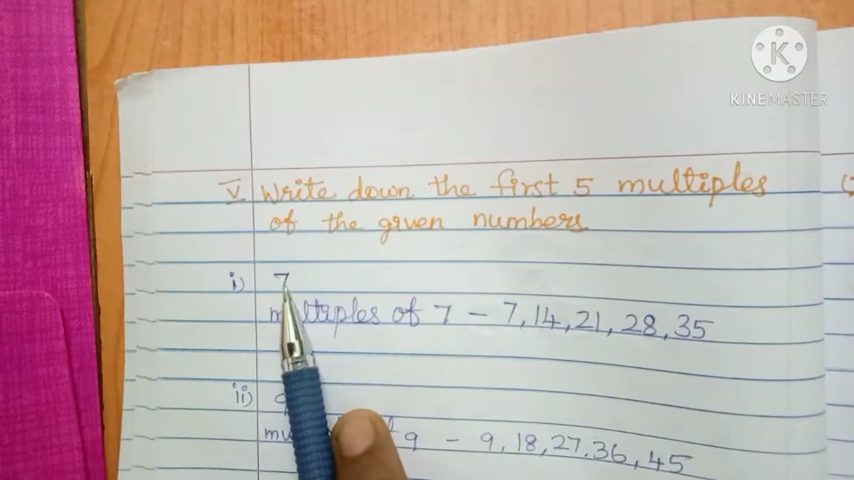 K
KINEMASTER
V Write down the first 5 multiples
of the given numbers.
i) 7
multiples of 7 - 7, 14, 21, 28, 35
ii)
9 - 9, 18, 27, 36, 45